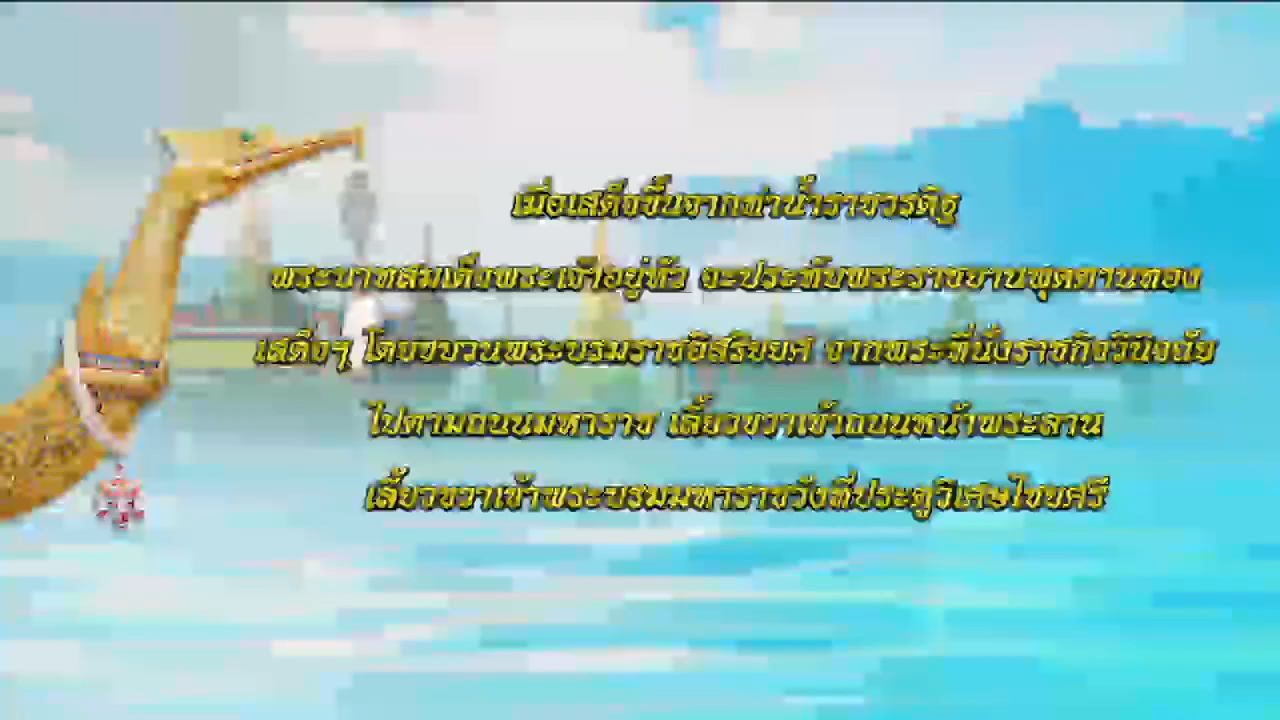 เมื่อเสด็จขึ้นจากท่าน้ำราชวรดิฐ
พระบาทสมเด็จพระเจ้าอยู่หัว จะประทับพระราชยานพุดตานทอง
เสด็จฯ โดยขบวนพระบรมราชอิสริยยศ จากพระที่นั่งราชกิจวินิจฉัย
ไปตามถนนมหาราช เลี้ยวขวาเข้าถนนหน้าพระลาน
เลี้ยวขวาเข้าพระบรมมหาราชวังที่ประตูวิเศษไชยศรี